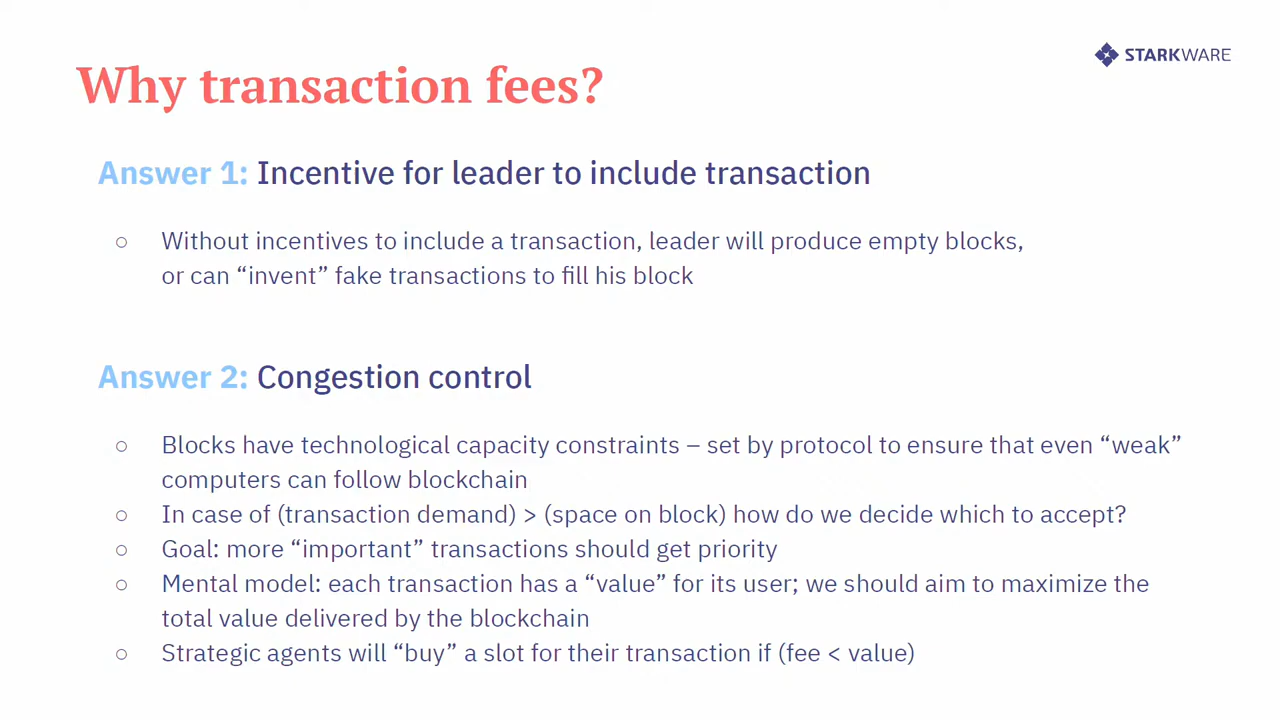 STARKWARE
Why transaction fees?
Answer 1: Incentive for leader to include transaction
○ Without incentives to include a transaction, leader will produce empty blocks,
or can “invent” fake transactions to fill his block
Answer 2: Congestion control
○ Blocks have technological capacity constraints – set by protocol to ensure that even “weak”
computers can follow blockchain
○ In case of (transaction demand) > (space on block) how do we decide which to accept?
○ Goal: more “important” transactions should get priority
○ Mental model: each transaction has a “value” for its user; we should aim to maximize the
total value delivered by the blockchain
○ Strategic agents will “buy” a slot for their transaction if (fee < value)